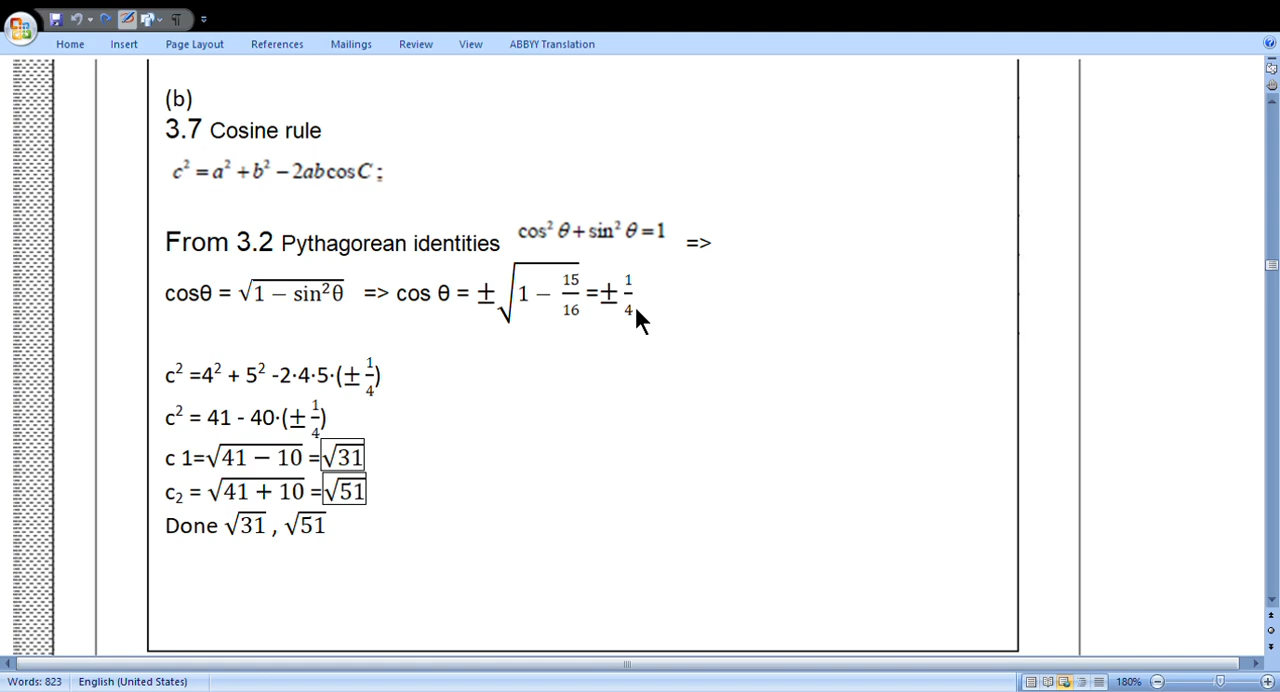 Home Insert Page Layout References Mailings Review View ABBYY Translation
(b)
3.7 Cosine rule
c² = a² + b² − 2ab cos C ;
From 3.2 Pythagorean identities cos² θ + sin² θ = 1 =>
cosθ = √(1 − sin²θ) => cos θ = ± √(1 − 15/16) = ± 1/4
c² =4² + 5² -2·4·5·(± 1/4)
c² = 41 - 40·(± 1/4)
c 1= √(41 − 10) = √31
c₂ = √(41 + 10) = √51
Done √31 , √51
Words: 823 English (United States) 180%